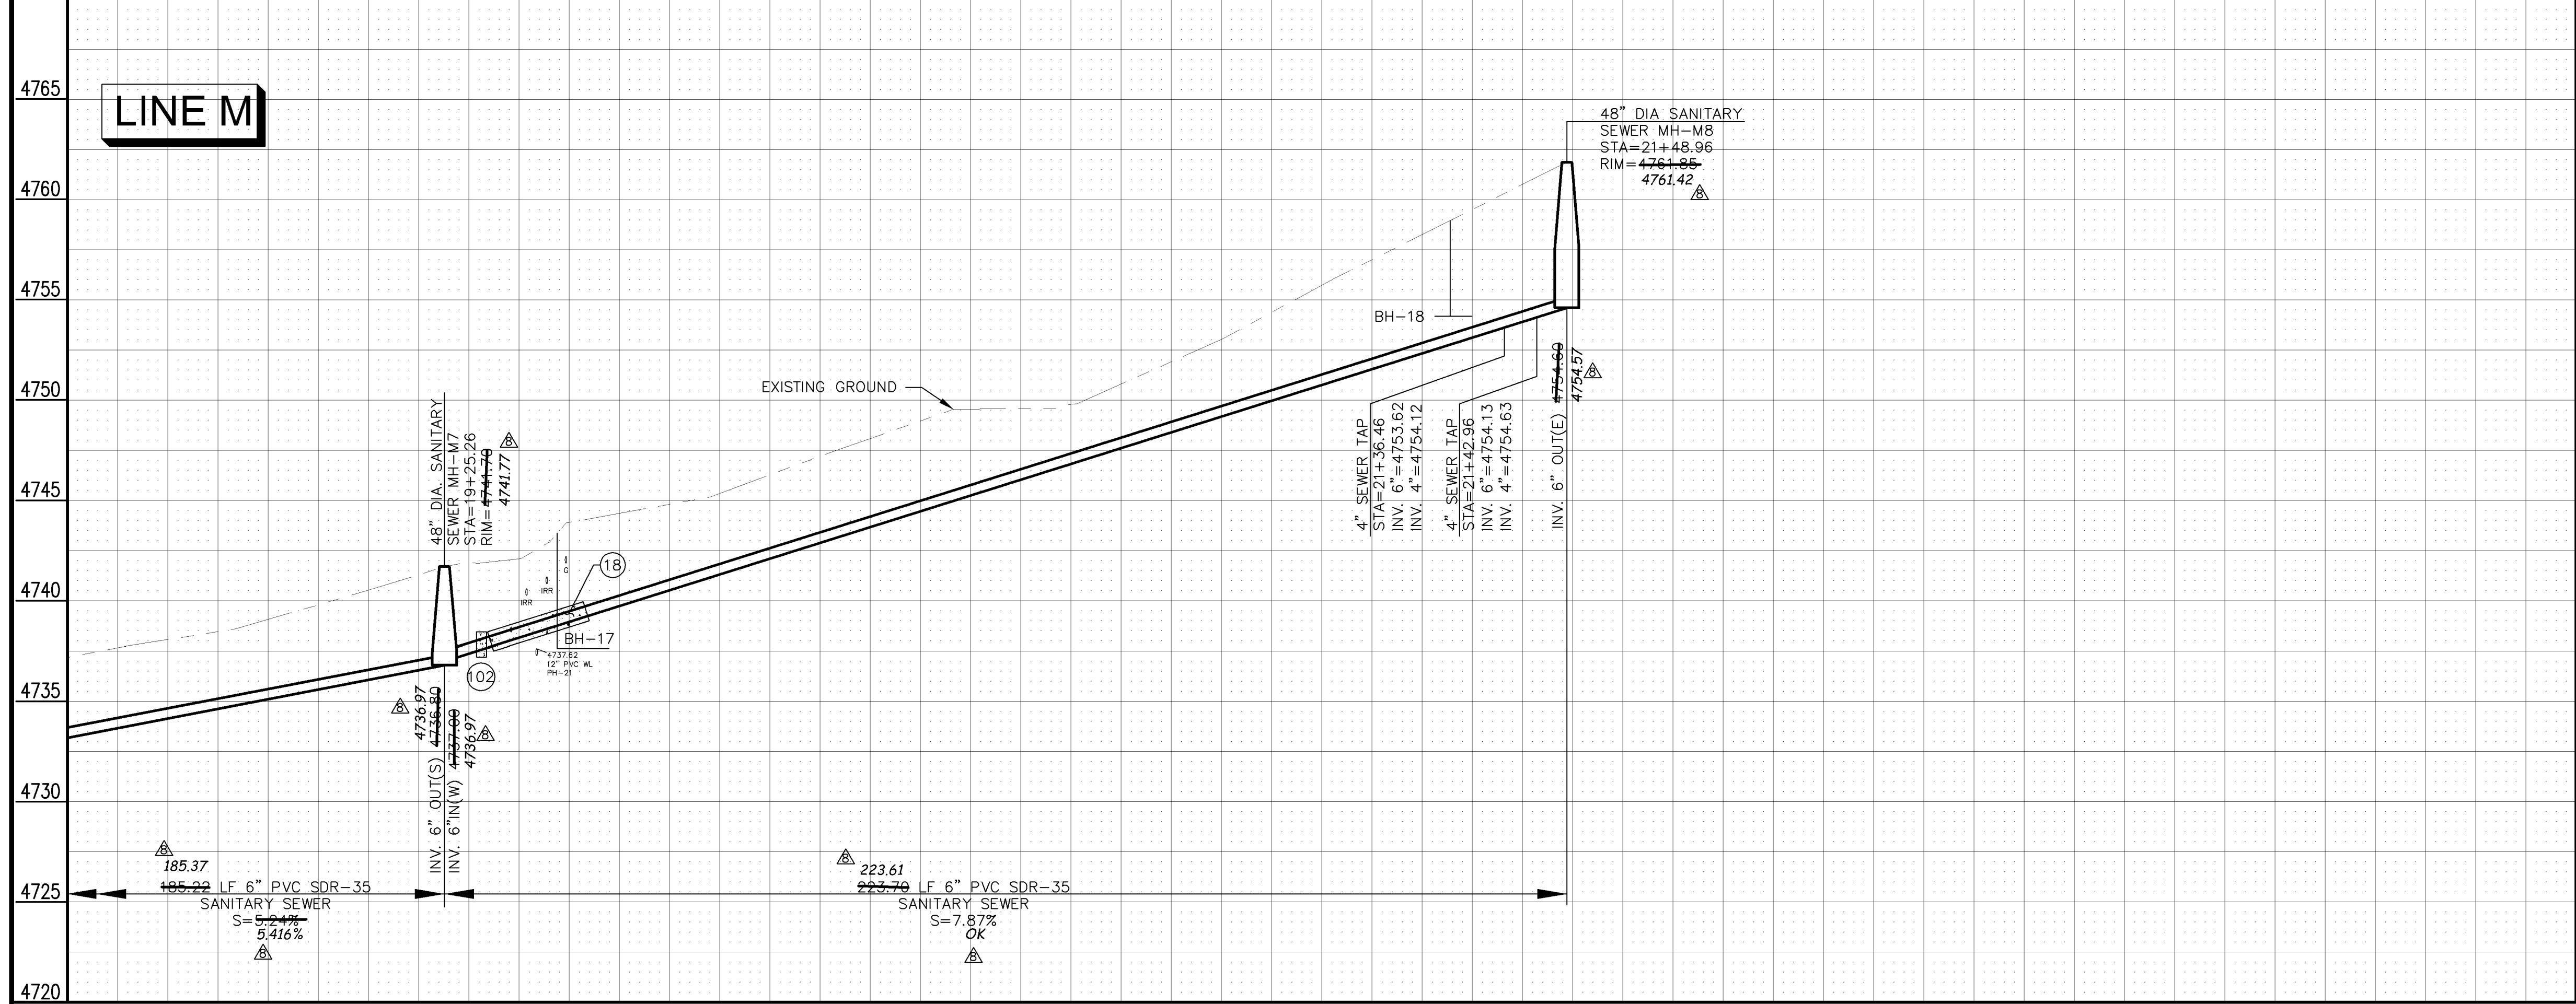 4765
4760
4755
4750
4745
4740
4735
4730
4725
4720
LINE M
48" DIA SANITARY
SEWER MH-M8
STA=21+48.96
RIM=4761.85
4761.42
8
EXISTING GROUND
BH-18
4" SEWER TAP
STA=21+36.46
INV. 6"=4753.62
INV. 4"=4754.12
4" SEWER TAP
STA=21+42.96
INV. 6"=4754.13
INV. 4"=4754.63
INV. 6" OUT(E) 4754.60
4754.57
8
48" DIA. SANITARY
SEWER MH-M7
STA=19+25.26
RIM=4741.70
4741.77
8
G
IRR
IRR
18
BH-17
4737.62
12" PVC WL
PH-21
102
8
4736.97
INV. 6" OUT(S) 4736.80
INV. 6"IN(W) 4737.00
4736.97
8
8
185.37
185.22 LF 6" PVC SDR-35
SANITARY SEWER
S=5.24%
5.416%
8
8
223.61
223.70 LF 6" PVC SDR-35
SANITARY SEWER
S=7.87%
OK
8